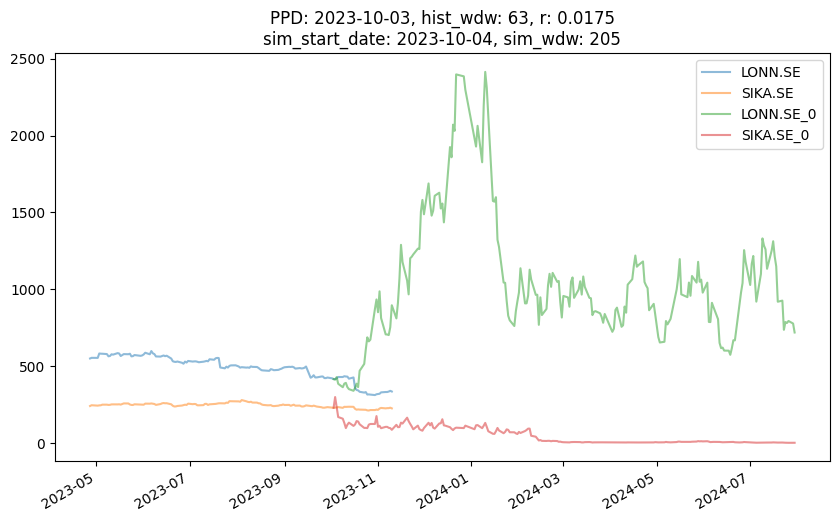 PPD: 2023-10-03, hist_wdw: 63, r: 0.0175
sim_start_date: 2023-10-04, sim_wdw: 205
2500
2000
1500
1000
500
0
LONN.SE
SIKA.SE
LONN.SE_0
SIKA.SE_0
2023-05
2023-07
2023-09
2023-11
2024-01
2024-03
2024-05
2024-07